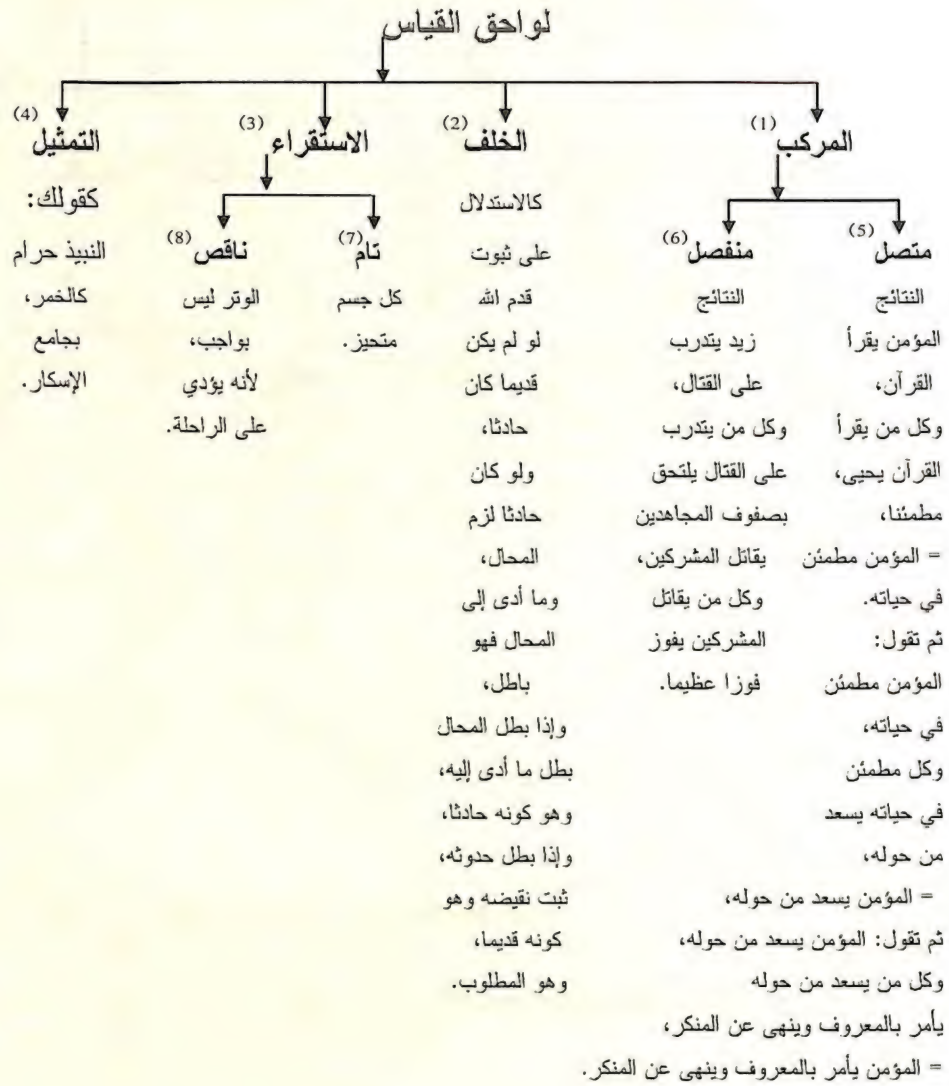 لواحق القياس
المركب (1)
متصل (5)
النتائج
المؤمن يقرأ
القرآن،
وكل من يقرأ
القرآن يحيى،
مطمئنا،
= المؤمن مطمئن
في حياته.
ثم تقول:
المؤمن مطمئن
في حياته،
وكل مطمئن
في حياته يسعد
من حوله،
= المؤمن يسعد من حوله،
ثم تقول: المؤمن يسعد من حوله،
وكل من يسعد من حوله
يأمر بالمعروف وينهى عن المنكر،
= المؤمن يأمر بالمعروف وينهى عن المنكر.
منفصل (6)
النتائج
زيد يتدرب
على القتال،
وكل من يتدرب
على القتال يلتحق
بصفوف المجاهدين
يقاتل المشركين،
وكل من يقاتل
المشركين يفوز
فوزا عظيما.
الخلف (2)
كالاستدلال
على ثبوت
قدم الله
لو لم يكن
قديما كان
حادثا،
ولو كان
حادثا لزم
المحال،
وما أدى إلى
المحال فهو
باطل،
وإذا بطل المحال
بطل ما أدى إليه،
وهو كونه حادثا،
وإذا بطل حدوثه،
ثبت نقيضه وهو
كونه قديما،
وهو المطلوب.
الاستقراء (3)
تام (7)
كل جسم
متحيز.
ناقص (8)
الوتر ليس
بواجب،
لأنه يؤدي
على الراحلة.
التمثيل (4)
كقولك:
النبيذ حرام
كالخمر،
بجامع
الإسكار.